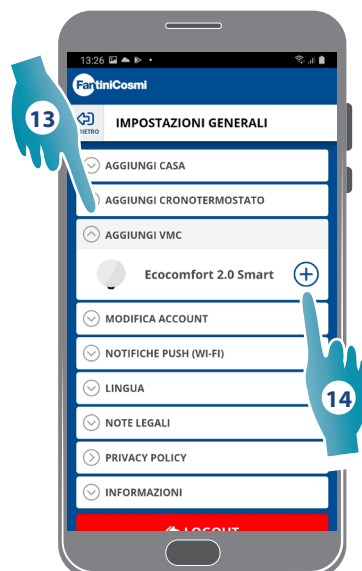 13:26
FantiniCosmi
13
IMPOSTAZIONI GENERALI
AGGIUNGI CASA
AGGIUNGI CRONOTERMOSTATO
AGGIUNGI VMC
Ecocomfort 2.0 Smart
MODIFICA ACCOUNT
NOTIFICHE PUSH (WI-FI)
LINGUA
14
NOTE LEGALI
PRIVACY POLICY
INFORMAZIONI
LOGOUT